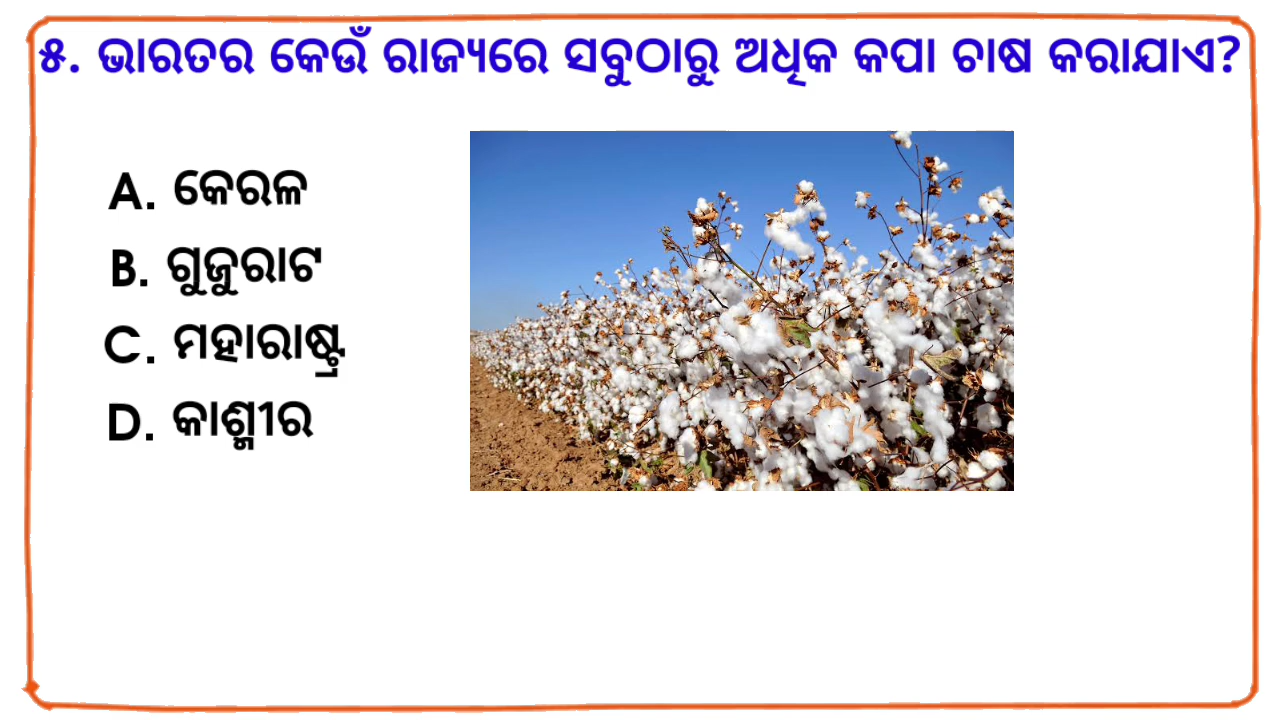 ୫. ଭାରତର କେଉଁ ରାଜ୍ୟରେ ସବୁଠାରୁ ଅଧିକ କପା ଚାଷ କରାଯାଏ?
A. କେରଳ
B. ଗୁଜୁରାଟ
C. ମହାରାଷ୍ଟ୍ର
D. କାଶ୍ମୀର